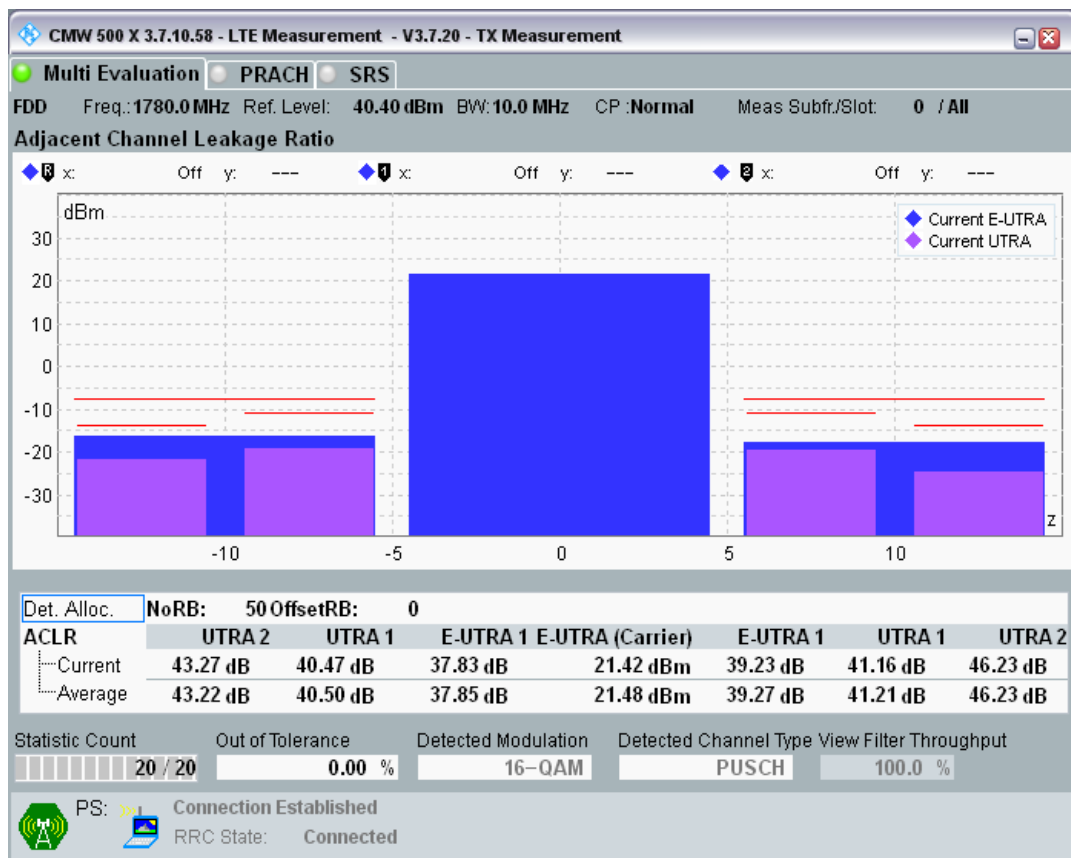 CMW 500 X 3.7.10.58 - LTE Measurement - V3.7.20 - TX Measurement
Multi Evaluation PRACH SRS
FDD Freq.: 1780.0 MHz Ref. Level: 40.40 dBm BW: 10.0 MHz CP :Normal Meas Subfr./Slot: 0 / All
Adjacent Channel Leakage Ratio
R x: Off y: --- 1 x: Off y: --- 2 x: Off y: ---
dBm
Current E-UTRA
Current UTRA
30
20
10
0
-10
-20
-30
z
-10 -5 0 5 10
Det. Alloc. NoRB: 50 OffsetRB: 0
ACLR UTRA 2 UTRA 1 E-UTRA 1 E-UTRA (Carrier) E-UTRA 1 UTRA 1 UTRA 2
Current 43.27 dB 40.47 dB 37.83 dB 21.42 dBm 39.23 dB 41.16 dB 46.23 dB
Average 43.22 dB 40.50 dB 37.85 dB 21.48 dBm 39.27 dB 41.21 dB 46.23 dB
Statistic Count Out of Tolerance Detected Modulation Detected Channel Type View Filter Throughput
20 / 20 0.00 % 16-QAM PUSCH 100.0 %
PS: Connection Established
RRC State: Connected